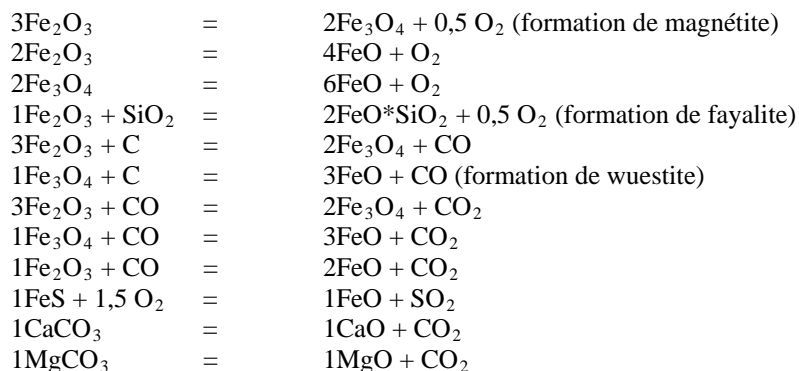 3Fe₂O₃ = 2Fe₃O₄ + 0,5 O₂ (formation de magnétite)
2Fe₂O₃ = 4FeO + O₂
2Fe₃O₄ = 6FeO + O₂
1Fe₂O₃ + SiO₂ = 2FeO*SiO₂ + 0,5 O₂ (formation de fayalite)
3Fe₂O₃ + C = 2Fe₃O₄ + CO
1Fe₃O₄ + C = 3FeO + CO (formation de wuestite)
3Fe₂O₃ + CO = 2Fe₃O₄ + CO₂
1Fe₃O₄ + CO = 3FeO + CO₂
1Fe₂O₃ + CO = 2FeO + CO₂
1FeS + 1,5 O₂ = 1FeO + SO₂
1CaCO₃ = 1CaO + CO₂
1MgCO₃ = 1MgO + CO₂